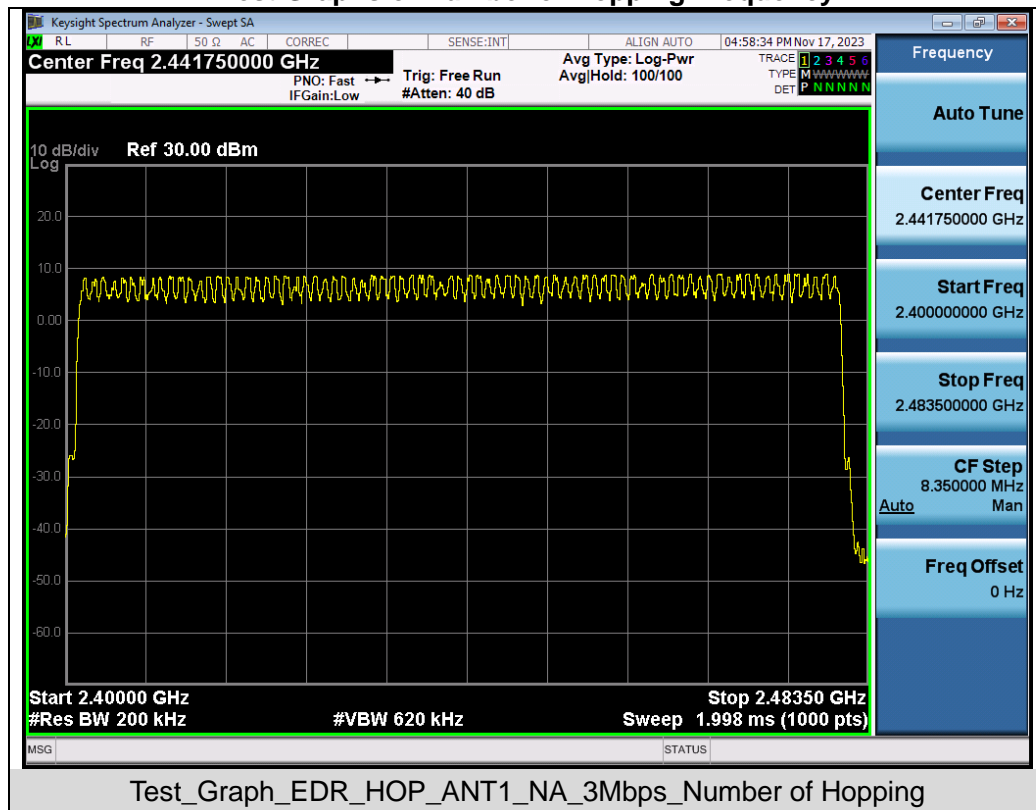 Keysight Spectrum Analyzer - Swept SA
LXI RL RF 50 Ω AC CORREC SENSE:INT ALIGN AUTO 04:58:34 PM Nov 17, 2023
Center Freq 2.441750000 GHz
PNO: Fast
IFGain:Low
Trig: Free Run
#Atten: 40 dB
Avg Type: Log-Pwr
Avg|Hold: 100/100
TRACE 1 2 3 4 5 6
TYPE M WWWWW
DET P N N N N N
10 dB/div Ref 30.00 dBm
Log
20.0
10.0
0.00
-10.0
-20.0
-30.0
-40.0
-50.0
-60.0
Start 2.40000 GHz Stop 2.48350 GHz
#Res BW 200 kHz #VBW 620 kHz Sweep 1.998 ms (1000 pts)
MSG STATUS
Frequency
Auto Tune
Center Freq
2.441750000 GHz
Start Freq
2.400000000 GHz
Stop Freq
2.483500000 GHz
CF Step
8.350000 MHz
Auto Man
Freq Offset
0 Hz
Test_Graph_EDR_HOP_ANT1_NA_3Mbps_Number of Hopping